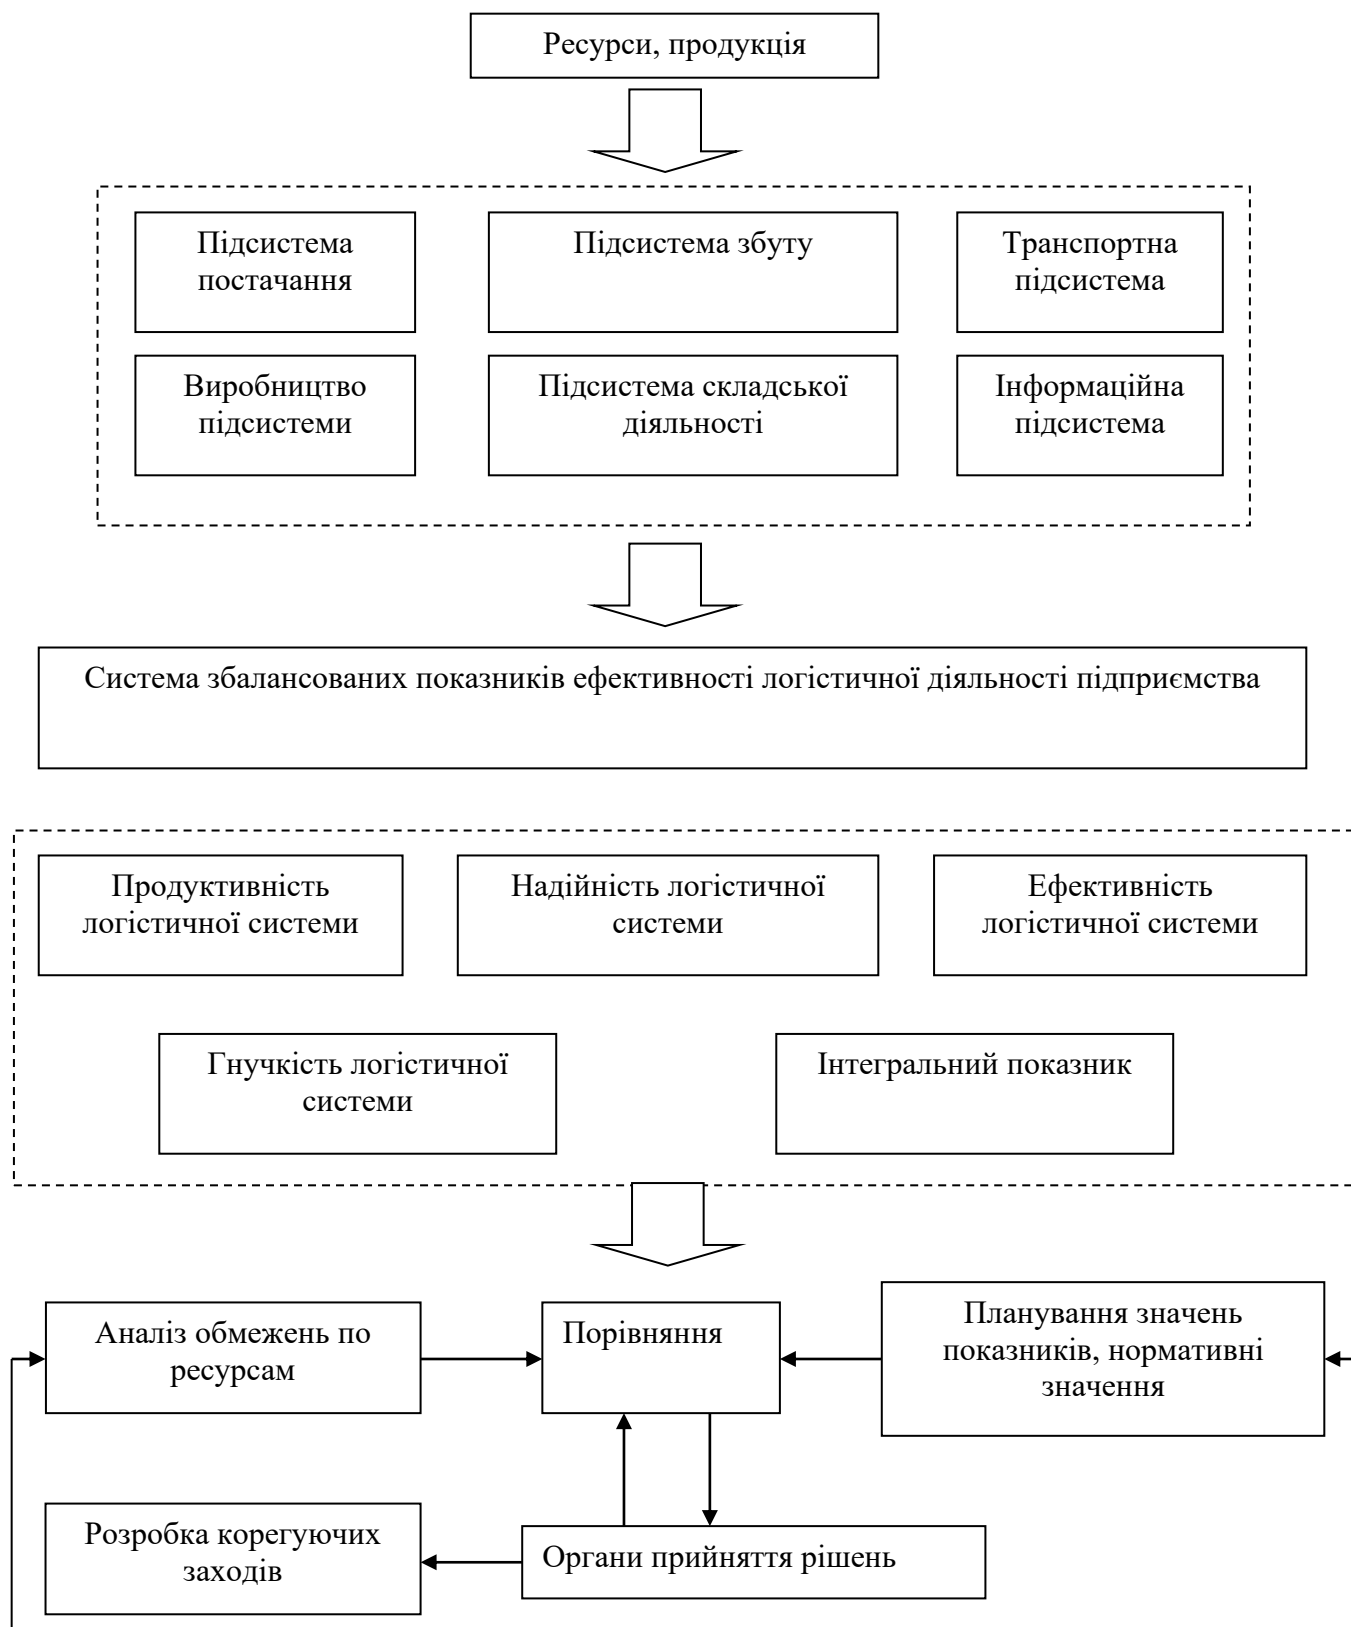 Ресурси, продукція
Підсистема
постачання
Підсистема збуту
Транспортна
підсистема
Виробництво
підсистеми
Підсистема складської
діяльності
Інформаційна
підсистема
Система збалансованих показників ефективності логістичної діяльності підприємства
Продуктивність
логістичної системи
Надійність логістичної
системи
Ефективність
логістичної системи
Гнучкість логістичної
системи
Інтегральний показник
Аналіз обмежень по
ресурсам
Порівняння
Планування значень
показників, нормативні
значення
Розробка корегуючих
заходів
Органи прийняття рішень